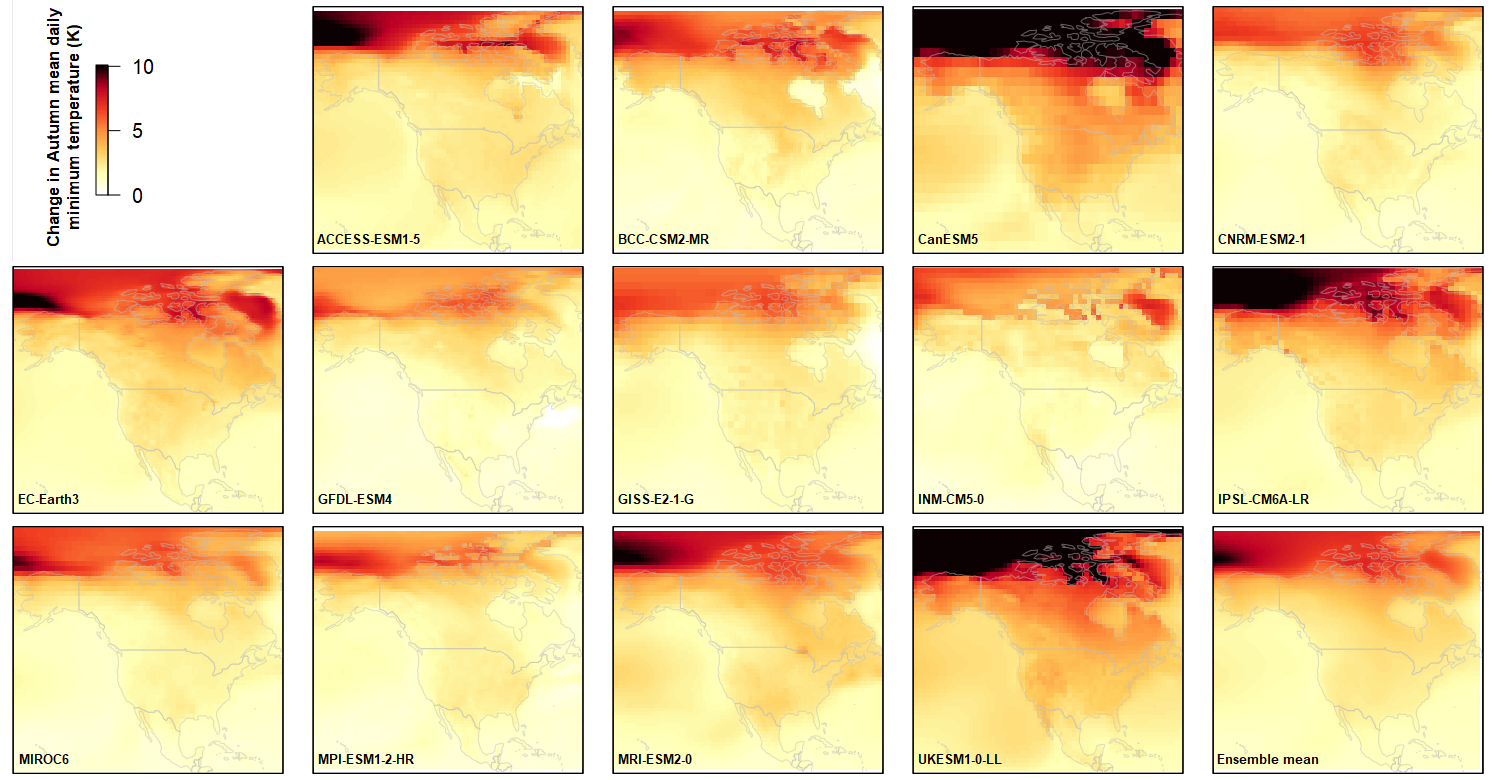 Change in Autumn mean daily
minimum temperature (K)
10
5
0
ACCESS-ESM1-5
BCC-CSM2-MR
CanESM5
CNRM-ESM2-1
EC-Earth3
GFDL-ESM4
GISS-E2-1-G
INM-CM5-0
IPSL-CM6A-LR
MIROC6
MPI-ESM1-2-HR
MRI-ESM2-0
UKESM1-0-LL
Ensemble mean